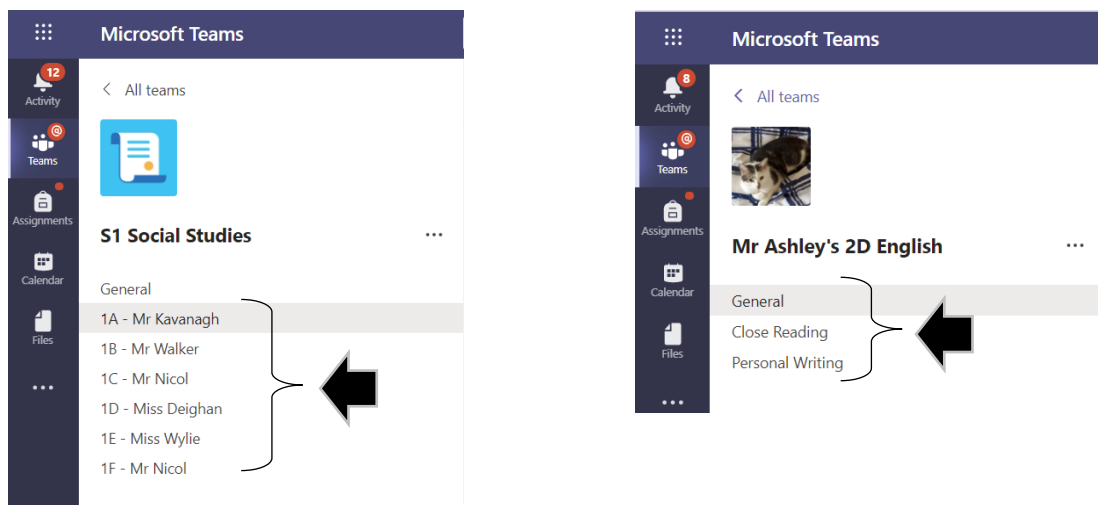 Microsoft Teams
12
Activity
All teams
@
Teams
Assignments
S1 Social Studies
...
Calendar
General
1A - Mr Kavanagh
Files
1B - Mr Walker
1C - Mr Nicol
...
1D - Miss Deighan
1E - Miss Wylie
1F - Mr Nicol
Microsoft Teams
8
Activity
All teams
@
Teams
Assignments
Mr Ashley's 2D English
...
Calendar
General
Close Reading
Files
Personal Writing
...